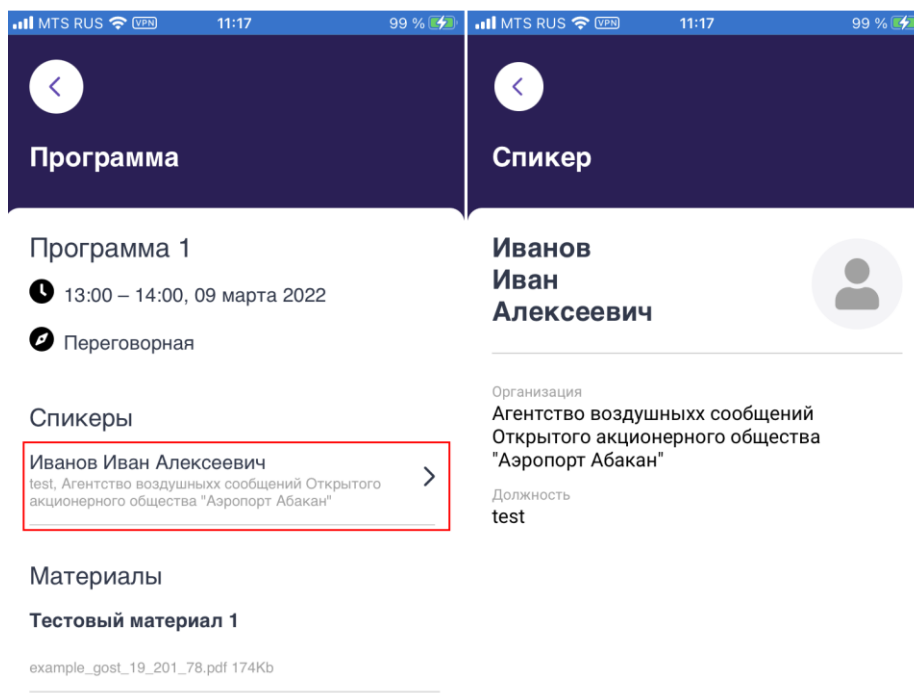 MTS RUS VPN 11:17 99 %
Программа
Программа 1
13:00 – 14:00, 09 марта 2022
Переговорная
Спикеры
Иванов Иван Алексеевич
test, Агентство воздушныхх сообщений Открытого
акционерного общества "Аэропорт Абакан"
Материалы
Тестовый материал 1
example_gost_19_201_78.pdf 174Kb
MTS RUS VPN 11:17 99 %
Спикер
Иванов
Иван
Алексеевич
Организация
Агентство воздушныхх сообщений
Открытого акционерного общества
"Аэропорт Абакан"
Должность
test